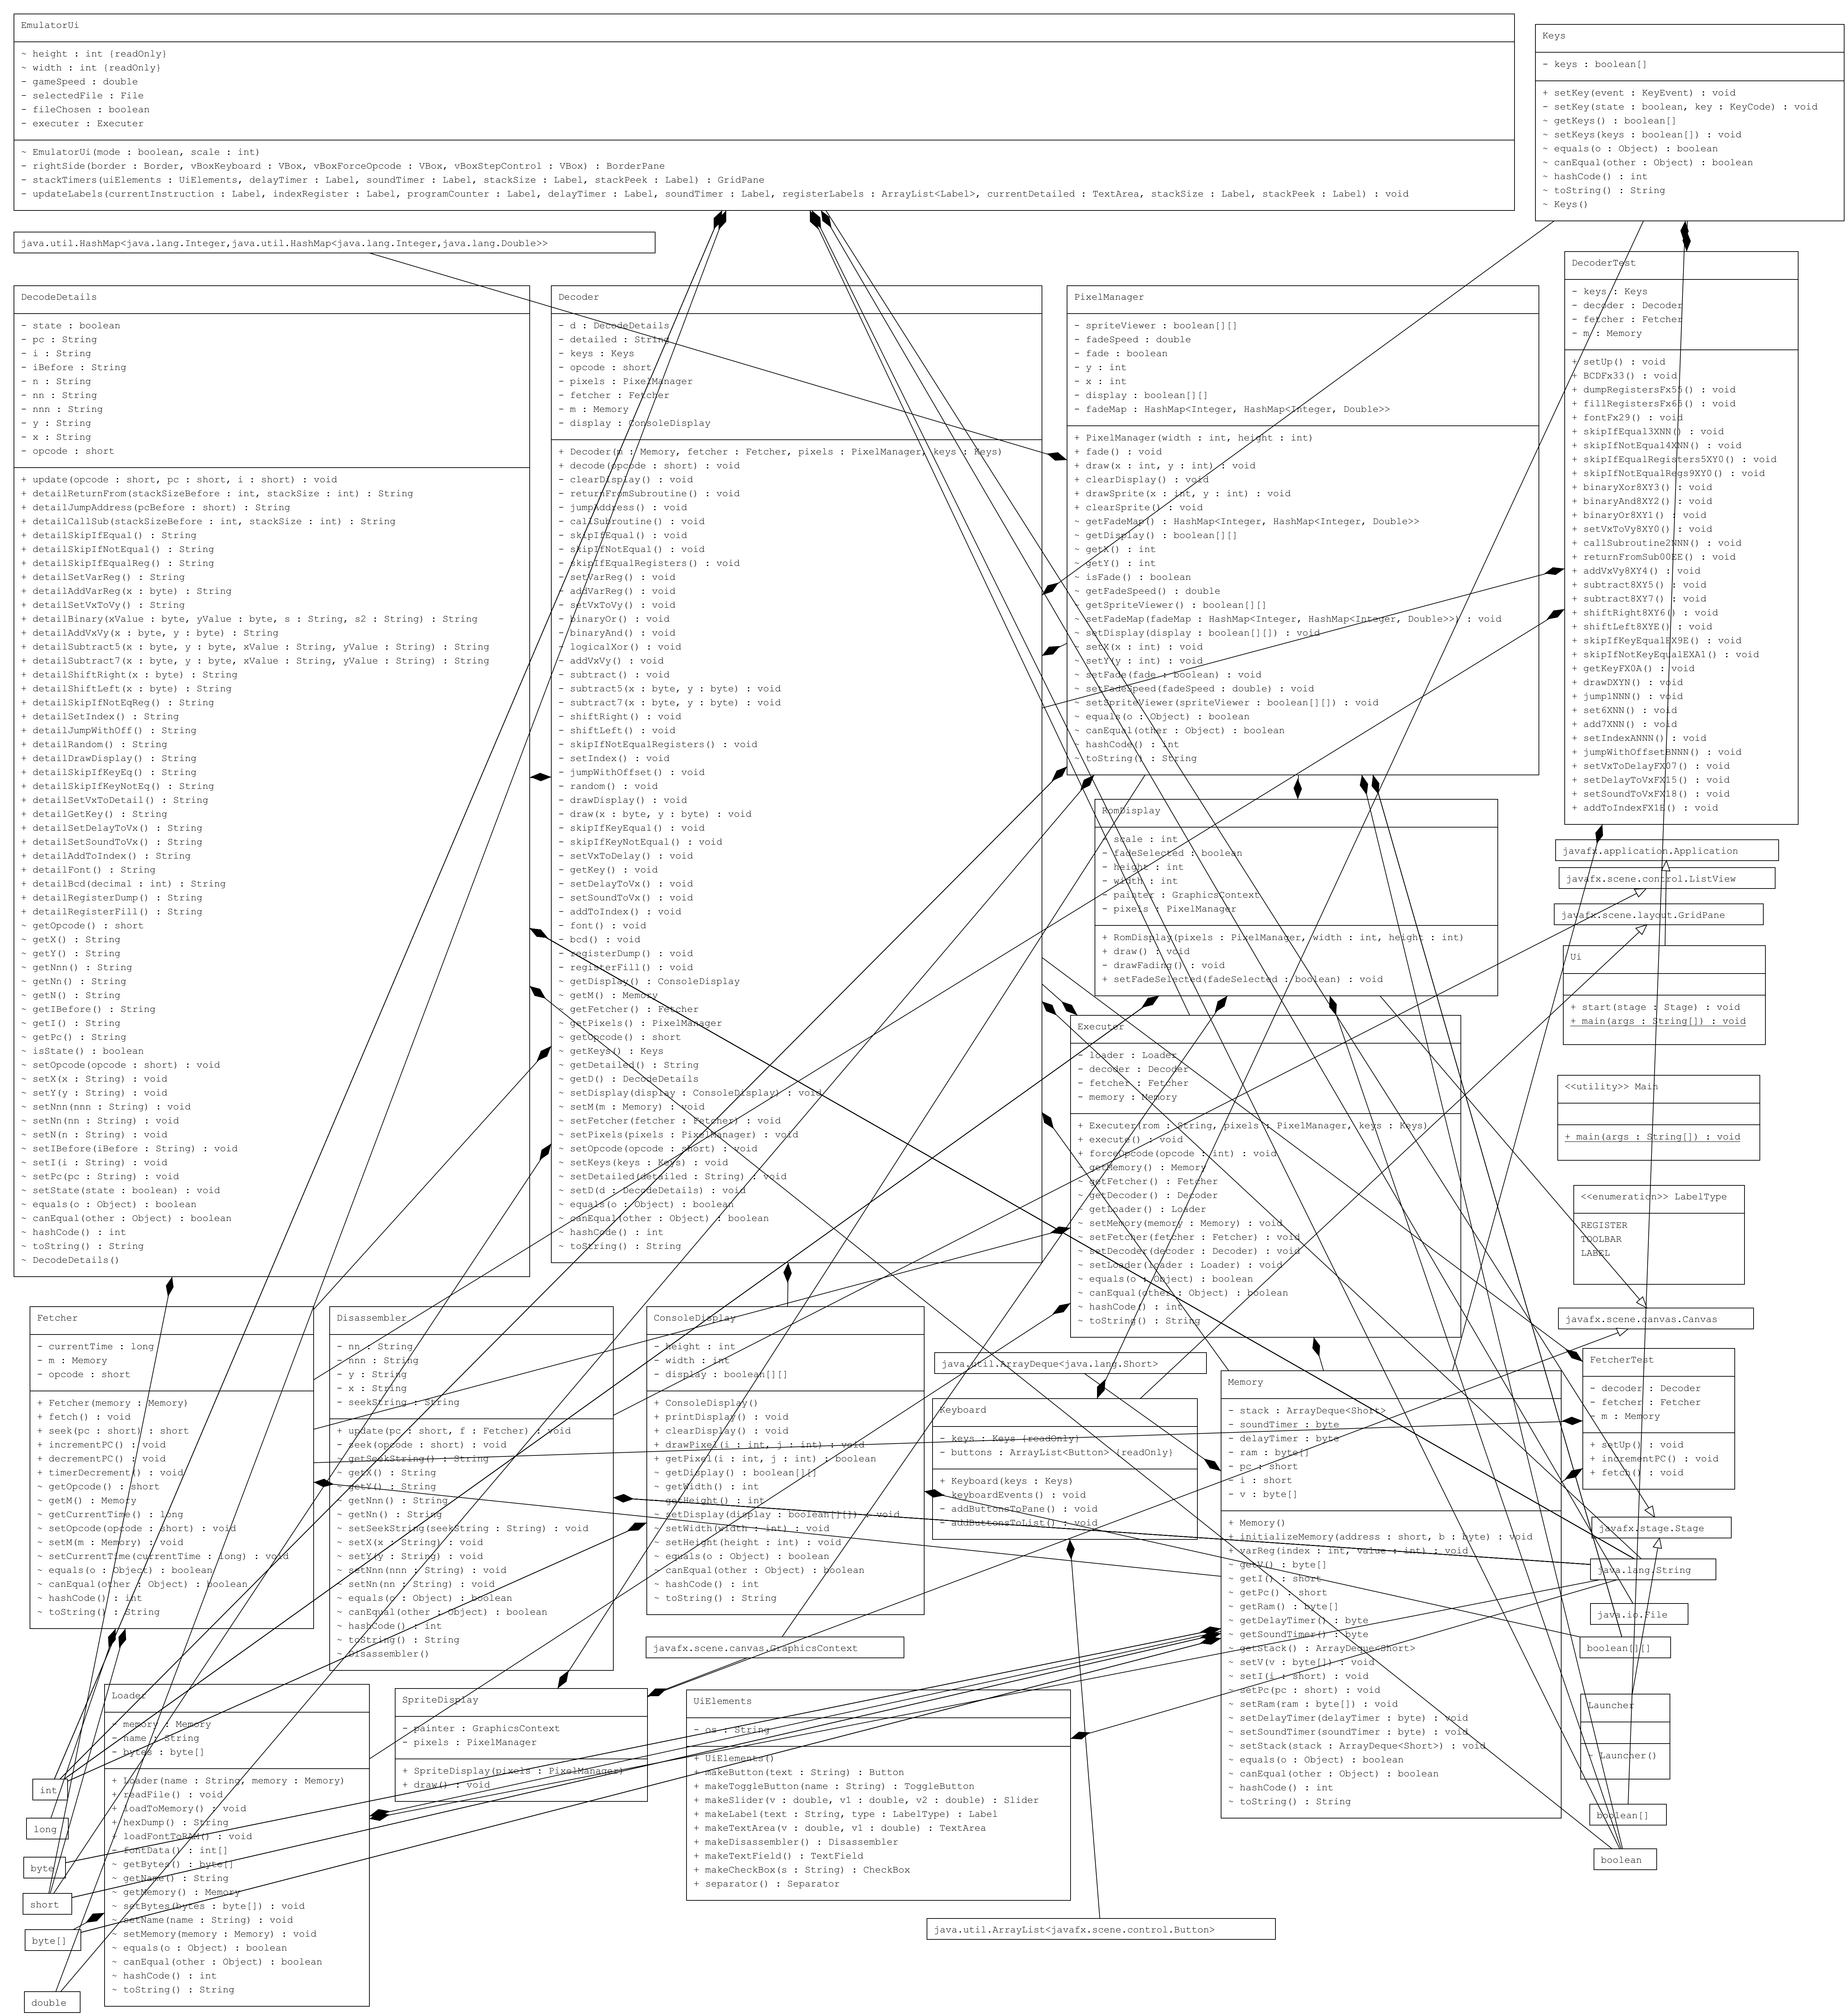 EmulatorUi
~ height : int {readOnly}
~ width : int {readOnly}
- gameSpeed : double
- selectedFile : File
- fileChosen : boolean
- executer : Executer
~ EmulatorUi(mode : boolean, scale : int)
- rightSide(border : Border, vBoxKeyboard : VBox, vBoxForceOpcode : VBox, vBoxStepControl : VBox) : BorderPane
- stackTimers(uiElements : UiElements, delayTimer : Label, soundTimer : Label, stackSize : Label, stackPeek : Label) : GridPane
- updateLabels(currentInstruction : Label, indexRegister : Label, programCounter : Label, delayTimer : Label, soundTimer : Label, registerLabels : ArrayList<Label>, currentDetailed : TextArea, stackSize : Label, stackPeek : Label) : void
Keys
- keys : boolean[]
+ setKey(event : KeyEvent) : void
- setKey(state : boolean, key : KeyCode) : void
~ getKeys() : boolean[]
~ setKeys(keys : boolean[]) : void
~ equals(o : Object) : boolean
~ canEqual(other : Object) : boolean
~ hashCode() : int
~ toString() : String
~ Keys()
java.util.HashMap<java.lang.Integer,java.util.HashMap<java.lang.Integer,java.lang.Double>>
DecodeDetails
- state : boolean
- pc : String
- i : String
- iBefore : String
- n : String
- nn : String
- nnn : String
- y : String
- x : String
- opcode : short
+ update(opcode : short, pc : short, i : short) : void
+ detailReturnFrom(stackSizeBefore : int, stackSize : int) : String
+ detailJumpAddress(pcBefore : short) : String
+ detailCallSub(stackSizeBefore : int, stackSize : int) : String
+ detailSkipIfEqual() : String
+ detailSkipIfNotEqual() : String
+ detailSkipIfEqualReg() : String
+ detailSetVarReg() : String
+ detailAddVarReg(x : byte) : String
+ detailSetVxToVy() : String
+ detailBinary(xValue : byte, yValue : byte, s : String, s2 : String) : String
+ detailAddVxVy(x : byte, y : byte) : String
+ detailSubtract5(x : byte, y : byte, xValue : String, yValue : String) : String
+ detailSubtract7(x : byte, y : byte, xValue : String, yValue : String) : String
+ detailShiftRight(x : byte) : String
+ detailShiftLeft(x : byte) : String
+ detailSkipIfNotEqReg() : String
+ detailSetIndex() : String
+ detailJumpWithOff() : String
+ detailRandom() : String
+ detailDrawDisplay() : String
+ detailSkipIfKeyEq() : String
+ detailSkipIfKeyNotEq() : String
+ detailSetVxToDetail() : String
+ detailGetKey() : String
+ detailSetDelayToVx() : String
+ detailSetSoundToVx() : String
+ detailAddToIndex() : String
+ detailFont() : String
+ detailBcd(decimal : int) : String
+ detailRegisterDump() : String
+ detailRegisterFill() : String
~ getOpcode() : short
~ getX() : String
~ getY() : String
~ getNnn() : String
~ getNn() : String
~ getN() : String
~ getIBefore() : String
~ getI() : String
~ getPc() : String
~ isState() : boolean
~ setOpcode(opcode : short) : void
~ setX(x : String) : void
~ setY(y : String) : void
~ setNnn(nnn : String) : void
~ setNn(nn : String) : void
~ setN(n : String) : void
~ setIBefore(iBefore : String) : void
~ setI(i : String) : void
~ setPc(pc : String) : void
~ setState(state : boolean) : void
~ equals(o : Object) : boolean
~ canEqual(other : Object) : boolean
~ hashCode() : int
~ toString() : String
~ DecodeDetails()
Decoder
- d : DecodeDetails
- detailed : String
- keys : Keys
- opcode : short
- pixels : PixelManager
- fetcher : Fetcher
- m : Memory
- display : ConsoleDisplay
+ Decoder(m : Memory, fetcher : Fetcher, pixels : PixelManager, keys : Keys)
+ decode(opcode : short) : void
- clearDisplay() : void
- returnFromSubroutine() : void
- jumpAddress() : void
- callSubroutine() : void
- skipIfEqual() : void
- skipIfNotEqual() : void
- skipIfEqualRegisters() : void
- setVarReg() : void
- addVarReg() : void
- setVxToVy() : void
- binaryOr() : void
- binaryAnd() : void
- logicalXor() : void
- addVxVy() : void
- subtract() : void
- subtract5(x : byte, y : byte) : void
- subtract7(x : byte, y : byte) : void
- shiftRight() : void
- shiftLeft() : void
- skipIfNotEqualRegisters() : void
- setIndex() : void
- jumpWithOffset() : void
- random() : void
- drawDisplay() : void
- draw(x : byte, y : byte) : void
- skipIfKeyEqual() : void
- skipIfKeyNotEqual() : void
- setVxToDelay() : void
- getKey() : void
- setDelayToVx() : void
- setSoundToVx() : void
- addToIndex() : void
- font() : void
- bcd() : void
- registerDump() : void
- registerFill() : void
~ getDisplay() : ConsoleDisplay
~ getM() : Memory
~ getFetcher() : Fetcher
~ getPixels() : PixelManager
~ getOpcode() : short
~ getKeys() : Keys
~ getDetailed() : String
~ getD() : DecodeDetails
~ setDisplay(display : ConsoleDisplay) : void
~ setM(m : Memory) : void
~ setFetcher(fetcher : Fetcher) : void
~ setPixels(pixels : PixelManager) : void
~ setOpcode(opcode : short) : void
~ setKeys(keys : Keys) : void
~ setDetailed(detailed : String) : void
~ setD(d : DecodeDetails) : void
~ equals(o : Object) : boolean
~ canEqual(other : Object) : boolean
~ hashCode() : int
~ toString() : String
PixelManager
- spriteViewer : boolean[][]
- fadeSpeed : double
- fade : boolean
- y : int
- x : int
- display : boolean[][]
- fadeMap : HashMap<Integer, HashMap<Integer, Double>>
+ PixelManager(width : int, height : int)
+ fade() : void
+ draw(x : int, y : int) : void
+ clearDisplay() : void
+ drawSprite(x : int, y : int) : void
+ clearSprite() : void
~ getFadeMap() : HashMap<Integer, HashMap<Integer, Double>>
~ getDisplay() : boolean[][]
~ getX() : int
~ getY() : int
~ isFade() : boolean
~ getFadeSpeed() : double
~ getSpriteViewer() : boolean[][]
~ setFadeMap(fadeMap : HashMap<Integer, HashMap<Integer, Double>>) : void
~ setDisplay(display : boolean[][]) : void
~ setX(x : int) : void
~ setY(y : int) : void
~ setFade(fade : boolean) : void
~ setFadeSpeed(fadeSpeed : double) : void
~ setSpriteViewer(spriteViewer : boolean[][]) : void
~ equals(o : Object) : boolean
~ canEqual(other : Object) : boolean
~ hashCode() : int
~ toString() : String
DecoderTest
- keys : Keys
- decoder : Decoder
- fetcher : Fetcher
- m : Memory
+ setUp() : void
+ BCDFx33() : void
+ dumpRegistersFx55() : void
+ fillRegistersFx65() : void
+ fontFx29() : void
+ skipIfEqual3XNN() : void
+ skipIfNotEqual4XNN() : void
+ skipIfEqualRegisters5XY0() : void
+ skipIfNotEqualRegs9XY0() : void
+ binaryXor8XY3() : void
+ binaryAnd8XY2() : void
+ binaryOr8XY1() : void
+ setVxToVy8XY0() : void
+ callSubroutine2NNN() : void
+ returnFromSub00EE() : void
+ addVxVy8XY4() : void
+ subtract8XY5() : void
+ subtract8XY7() : void
+ shiftRight8XY6() : void
+ shiftLeft8XYE() : void
+ skipIfKeyEqualEX9E() : void
+ skipIfNotKeyEqualEXA1() : void
+ getKeyFX0A() : void
+ drawDXYN() : void
+ jump1NNN() : void
+ set6XNN() : void
+ add7XNN() : void
+ setIndexANNN() : void
+ jumpWithOffsetBNNN() : void
+ setVxToDelayFX07() : void
+ setDelayToVxFX15() : void
+ setSoundToVxFX18() : void
+ addToIndexFX1E() : void
RomDisplay
- scale : int
- fadeSelected : boolean
- height : int
- width : int
- painter : GraphicsContext
- pixels : PixelManager
+ RomDisplay(pixels : PixelManager, width : int, height : int)
+ draw() : void
- drawFading() : void
+ setFadeSelected(fadeSelected : boolean) : void
javafx.application.Application
javafx.scene.control.ListView
javafx.scene.layout.GridPane
Ui
+ start(stage : Stage) : void
+ main(args : String[]) : void
Executer
- loader : Loader
- decoder : Decoder
- fetcher : Fetcher
- memory : Memory
+ Executer(rom : String, pixels : PixelManager, keys : Keys)
+ execute() : void
+ forceOpcode(opcode : int) : void
~ getMemory() : Memory
~ getFetcher() : Fetcher
~ getDecoder() : Decoder
~ getLoader() : Loader
~ setMemory(memory : Memory) : void
~ setFetcher(fetcher : Fetcher) : void
~ setDecoder(decoder : Decoder) : void
~ setLoader(loader : Loader) : void
~ equals(o : Object) : boolean
~ canEqual(other : Object) : boolean
~ hashCode() : int
~ toString() : String
<<utility>> Main
+ main(args : String[]) : void
<<enumeration>> LabelType
REGISTER
TOOLBAR
LABEL
javafx.scene.canvas.Canvas
Fetcher
- currentTime : long
- m : Memory
- opcode : short
+ Fetcher(memory : Memory)
+ fetch() : void
+ seek(pc : short) : short
+ incrementPC() : void
+ decrementPC() : void
+ timerDecrement() : void
~ getOpcode() : short
~ getM() : Memory
~ getCurrentTime() : long
~ setOpcode(opcode : short) : void
~ setM(m : Memory) : void
~ setCurrentTime(currentTime : long) : void
~ equals(o : Object) : boolean
~ canEqual(other : Object) : boolean
~ hashCode() : int
~ toString() : String
Disassembler
- nn : String
- nnn : String
- y : String
- x : String
- seekString : String
+ update(pc : short, f : Fetcher) : void
- seek(opcode : short) : void
~ getSeekString() : String
~ getX() : String
~ getY() : String
~ getNnn() : String
~ getNn() : String
~ setSeekString(seekString : String) : void
~ setX(x : String) : void
~ setY(y : String) : void
~ setNnn(nnn : String) : void
~ setNn(nn : String) : void
~ equals(o : Object) : boolean
~ canEqual(other : Object) : boolean
~ hashCode() : int
~ toString() : String
~ Disassembler()
ConsoleDisplay
- height : int
- width : int
- display : boolean[][]
+ ConsoleDisplay()
+ printDisplay() : void
+ clearDisplay() : void
+ drawPixel(i : int, j : int) : void
+ getPixel(i : int, j : int) : boolean
~ getDisplay() : boolean[][]
~ getWidth() : int
~ getHeight() : int
~ setDisplay(display : boolean[][]) : void
~ setWidth(width : int) : void
~ setHeight(height : int) : void
~ equals(o : Object) : boolean
~ canEqual(other : Object) : boolean
~ hashCode() : int
~ toString() : String
java.util.ArrayDeque<java.lang.Short>
Keyboard
- keys : Keys {readOnly}
- buttons : ArrayList<Button> {readOnly}
+ Keyboard(keys : Keys)
- keyboardEvents() : void
- addButtonsToPane() : void
- addButtonsToList() : void
Memory
- stack : ArrayDeque<Short>
- soundTimer : byte
- delayTimer : byte
- ram : byte[]
- pc : short
- i : short
- v : byte[]
+ Memory()
+ initializeMemory(address : short, b : byte) : void
+ varReg(index : int, value : int) : void
~ getV() : byte[]
~ getI() : short
~ getPc() : short
~ getRam() : byte[]
~ getDelayTimer() : byte
~ getSoundTimer() : byte
~ getStack() : ArrayDeque<Short>
~ setV(v : byte[]) : void
~ setI(i : short) : void
~ setPc(pc : short) : void
~ setRam(ram : byte[]) : void
~ setDelayTimer(delayTimer : byte) : void
~ setSoundTimer(soundTimer : byte) : void
~ setStack(stack : ArrayDeque<Short>) : void
~ equals(o : Object) : boolean
~ canEqual(other : Object) : boolean
~ hashCode() : int
~ toString() : String
FetcherTest
- decoder : Decoder
- fetcher : Fetcher
- m : Memory
+ setUp() : void
+ incrementPC() : void
+ fetch() : void
javafx.stage.Stage
java.lang.String
java.io.File
boolean[][]
javafx.scene.canvas.GraphicsContext
Loader
- memory : Memory
- name : String
- bytes : byte[]
+ Loader(name : String, memory : Memory)
+ readFile() : void
+ loadToMemory() : void
+ hexDump() : String
+ loadFontToRAM() : void
- fontData() : int[]
~ getBytes() : byte[]
~ getName() : String
~ getMemory() : Memory
~ setBytes(bytes : byte[]) : void
~ setName(name : String) : void
~ setMemory(memory : Memory) : void
~ equals(o : Object) : boolean
~ canEqual(other : Object) : boolean
~ hashCode() : int
~ toString() : String
SpriteDisplay
- painter : GraphicsContext
- pixels : PixelManager
+ SpriteDisplay(pixels : PixelManager)
+ draw() : void
UiElements
- os : String
+ UiElements()
+ makeButton(text : String) : Button
+ makeToggleButton(name : String) : ToggleButton
+ makeSlider(v : double, v1 : double, v2 : double) : Slider
+ makeLabel(text : String, type : LabelType) : Label
+ makeTextArea(v : double, v1 : double) : TextArea
+ makeDisassembler() : Disassembler
+ makeTextField() : TextField
+ makeCheckBox(s : String) : CheckBox
+ separator() : Separator
Launcher
~ Launcher()
int
long
byte
short
byte[]
double
boolean[]
boolean
java.util.ArrayList<javafx.scene.control.Button>